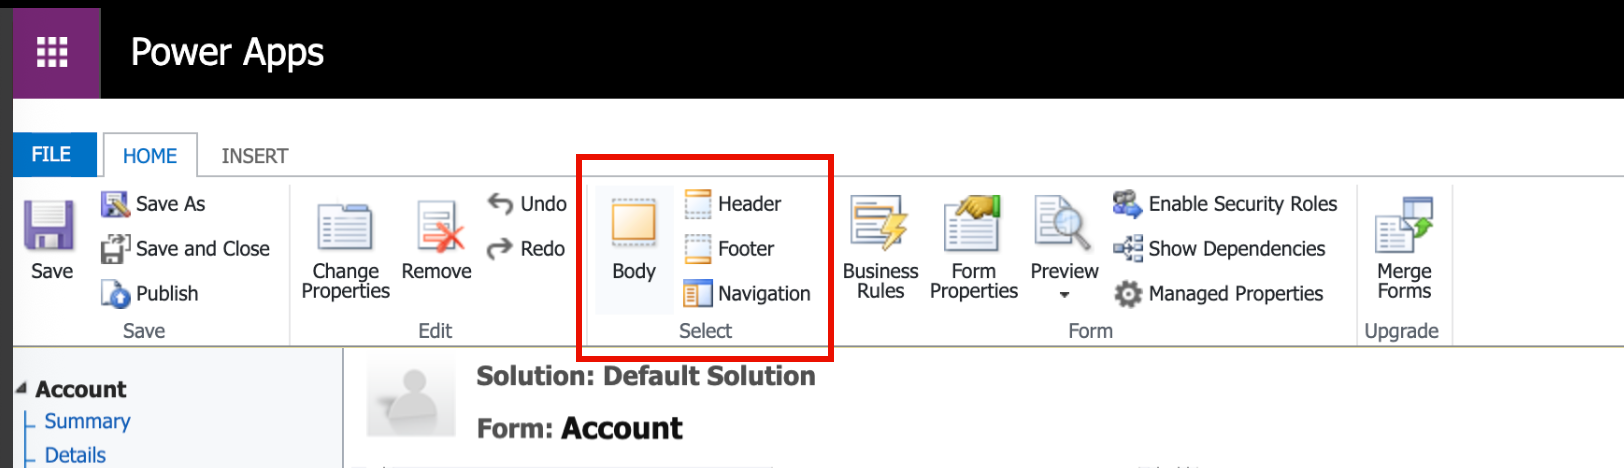 Power Apps
FILE
HOME
INSERT
Save
Save As
Save and Close
Publish
Save
Change
Properties
Remove
Undo
Redo
Edit
Body
Header
Footer
Navigation
Select
Business
Rules
Form
Properties
Preview
Enable Security Roles
Show Dependencies
Managed Properties
Form
Merge
Forms
Upgrade
Account
Summary
Details
Solution: Default Solution
Form: Account